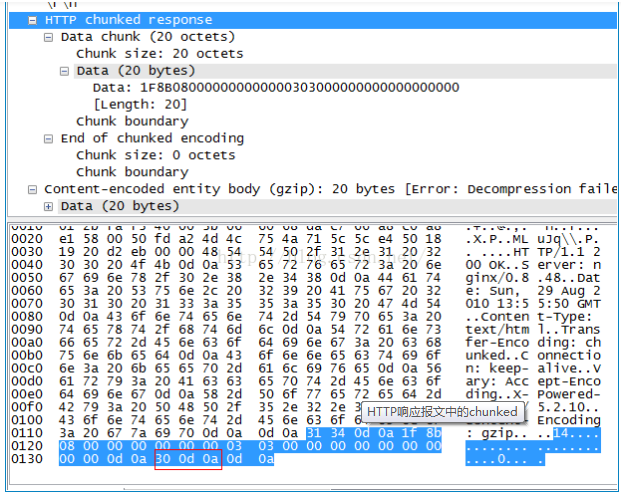 \r\n
HTTP chunked response
Data chunk (20 octets)
Chunk size: 20 octets
Data (20 bytes)
Data: 1F8B0800000000000003030000000000000000000
[Length: 20]
Chunk boundary
End of chunked encoding
Chunk size: 0 octets
Chunk boundary
Content-encoded entity body (gzip): 20 bytes [Error: Decompression faile
Data (20 bytes)
0020 e1 58 00 50 fd a2 4d 4c 75 4a 71 5c 5c e4 50 18 .X.P..ML uJq\\.P.
0030 19 20 d2 eb 00 00 48 54 54 50 2f 31 2e 31 20 32 . ....HT TP/1.1 2
0040 30 30 20 4f 4b 0d 0a 53 65 72 76 65 72 3a 20 6e 00 OK..S erver: n
0050 67 69 6e 78 2f 30 2e 38 2e 34 38 0d 0a 44 61 74 ginx/0.8 .48..Dat
0060 65 3a 20 53 75 6e 2c 20 32 39 20 41 75 67 20 32 e: Sun, 29 Aug 2
0070 30 31 30 20 31 33 3a 35 35 3a 35 30 20 47 4d 54 010 13:5 5:50 GMT
0080 0d 0a 43 6f 6e 74 65 6e 74 2d 54 79 70 65 3a 20 ..Conten t-Type:
0090 74 65 78 74 2f 68 74 6d 6c 0d 0a 54 72 61 6e 73 text/htm l..Trans
00a0 66 65 72 2d 45 6e 63 6f 64 69 6e 67 3a 20 63 68 fer-Enco ding: ch
00b0 75 6e 6b 65 64 0d 0a 43 6f 6e 6e 65 63 74 69 6f unked..C onnectio
00c0 6e 3a 20 6b 65 65 70 2d 61 6c 69 76 65 0d 0a 56 n: keep- alive..V
00d0 61 72 79 3a 20 41 63 63 65 70 74 2d 45 6e 63 6f ary: Acc ept-Enco
00e0 64 69 6e 67 0d 0a 58 2d 50 6f 77 65 72 65 64 2d ding..X- Powered-
00f0 42 79 3a 20 50 48 50 2f 35 2e 32 2e /5.2.10..
HTTP响应报文中的chunked
0100 43 6f 6e 74 65 6e 74 2d 45 6e 63 6f Encoding
0110 3a 20 67 7a 69 70 0d 0a 0d 0a 31 34 0d 0a 1f 8b : gzip.. ..14....
0120 08 00 00 00 00 00 00 03 03 00 00 00 00 00 00 00 ........ ........
0130 00 00 0d 0a 30 0d 0a 0d 0a ....0... .